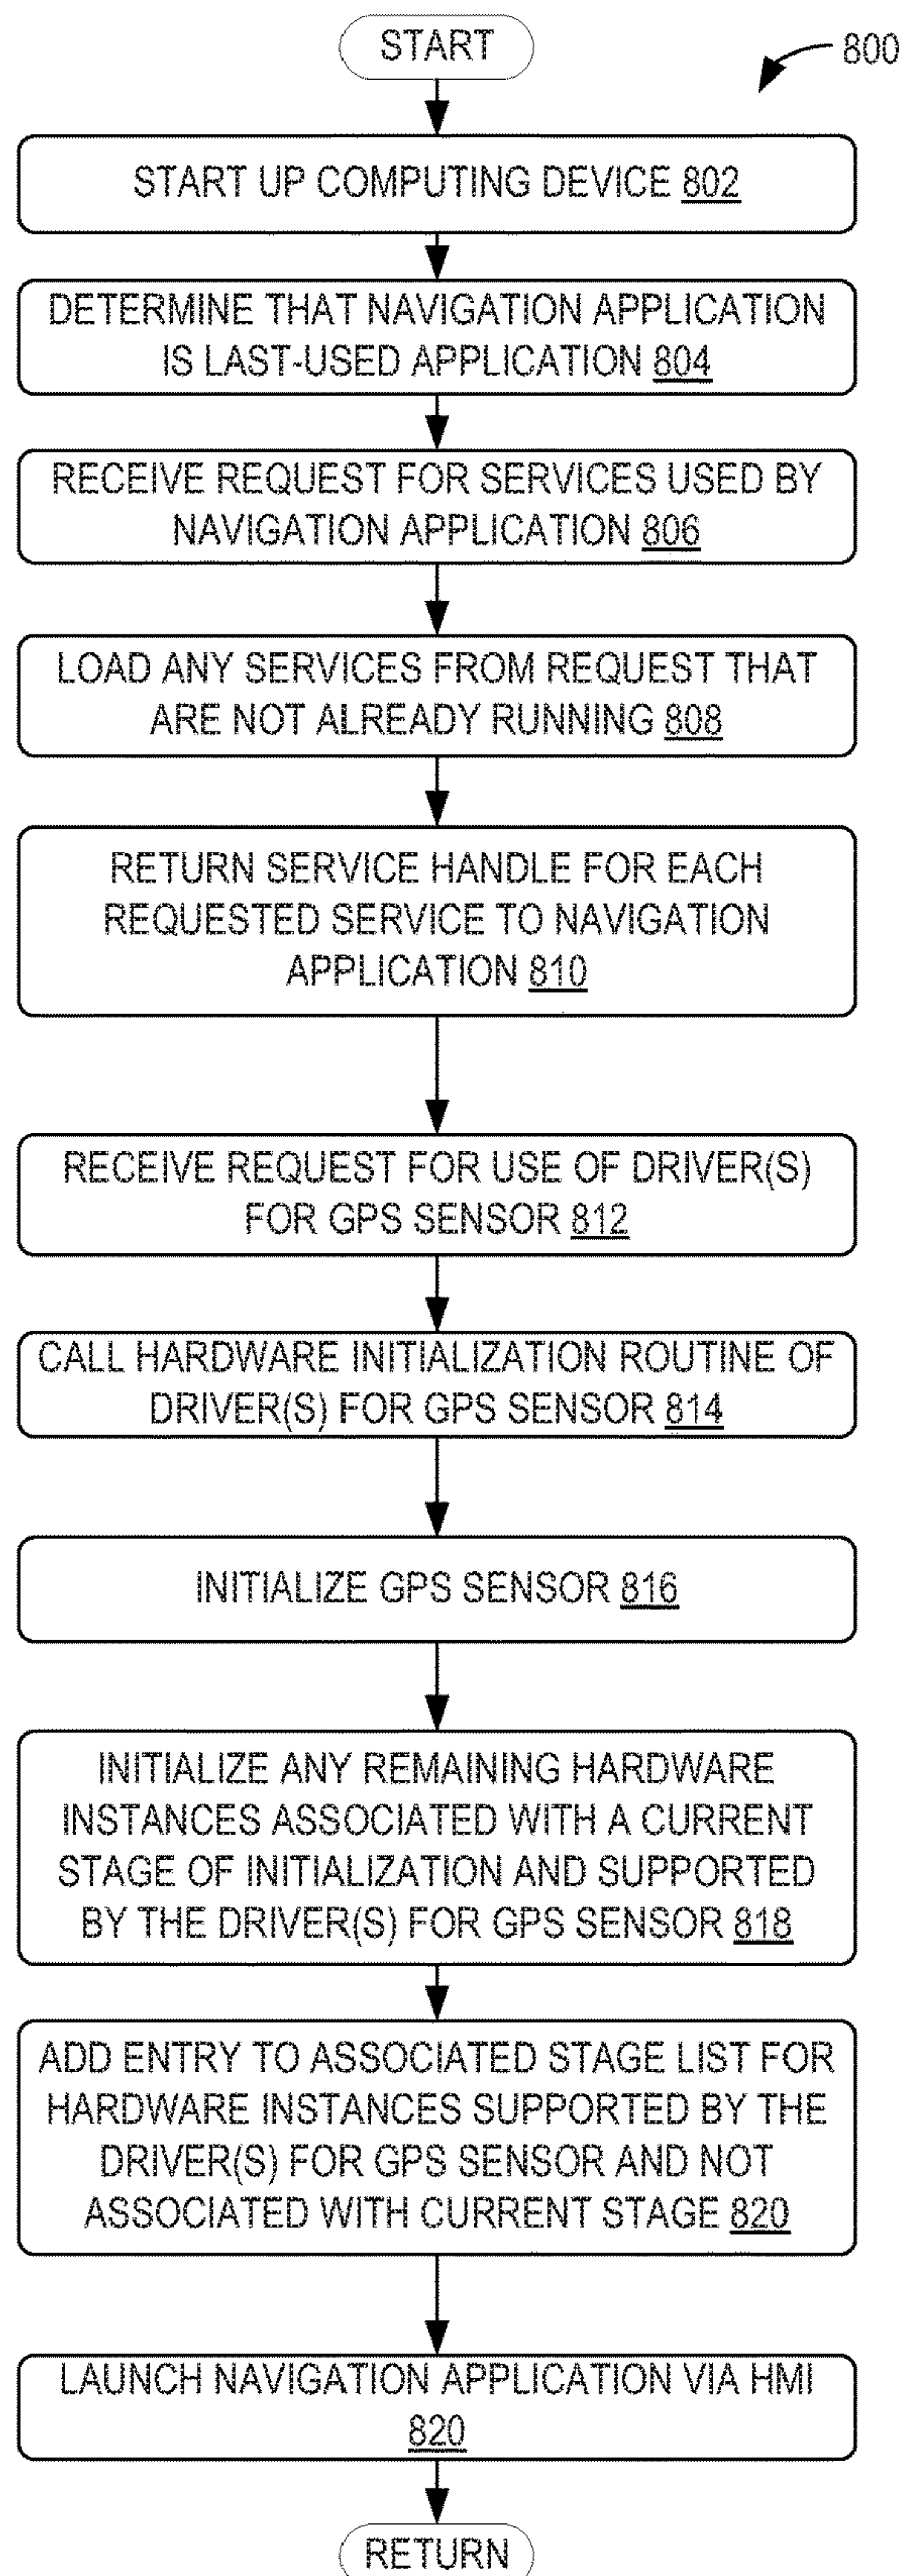 START
800
START UP COMPUTING DEVICE 802
DETERMINE THAT NAVIGATION APPLICATION
IS LAST-USED APPLICATION 804
RECEIVE REQUEST FOR SERVICES USED BY
NAVIGATION APPLICATION 806
LOAD ANY SERVICES FROM REQUEST THAT
ARE NOT ALREADY RUNNING 808
RETURN SERVICE HANDLE FOR EACH
REQUESTED SERVICE TO NAVIGATION
APPLICATION 810
RECEIVE REQUEST FOR USE OF DRIVER(S)
FOR GPS SENSOR 812
CALL HARDWARE INITIALIZATION ROUTINE OF
DRIVER(S) FOR GPS SENSOR 814
INITIALIZE GPS SENSOR 816
INITIALIZE ANY REMAINING HARDWARE
INSTANCES ASSOCIATED WITH A CURRENT
STAGE OF INITIALIZATION AND SUPPORTED
BY THE DRIVER(S) FOR GPS SENSOR 818
ADD ENTRY TO ASSOCIATED STAGE LIST FOR
HARDWARE INSTANCES SUPPORTED BY THE
DRIVER(S) FOR GPS SENSOR AND NOT
ASSOCIATED WITH CURRENT STAGE 820
LAUNCH NAVIGATION APPLICATION VIA HMI
820
RETURN